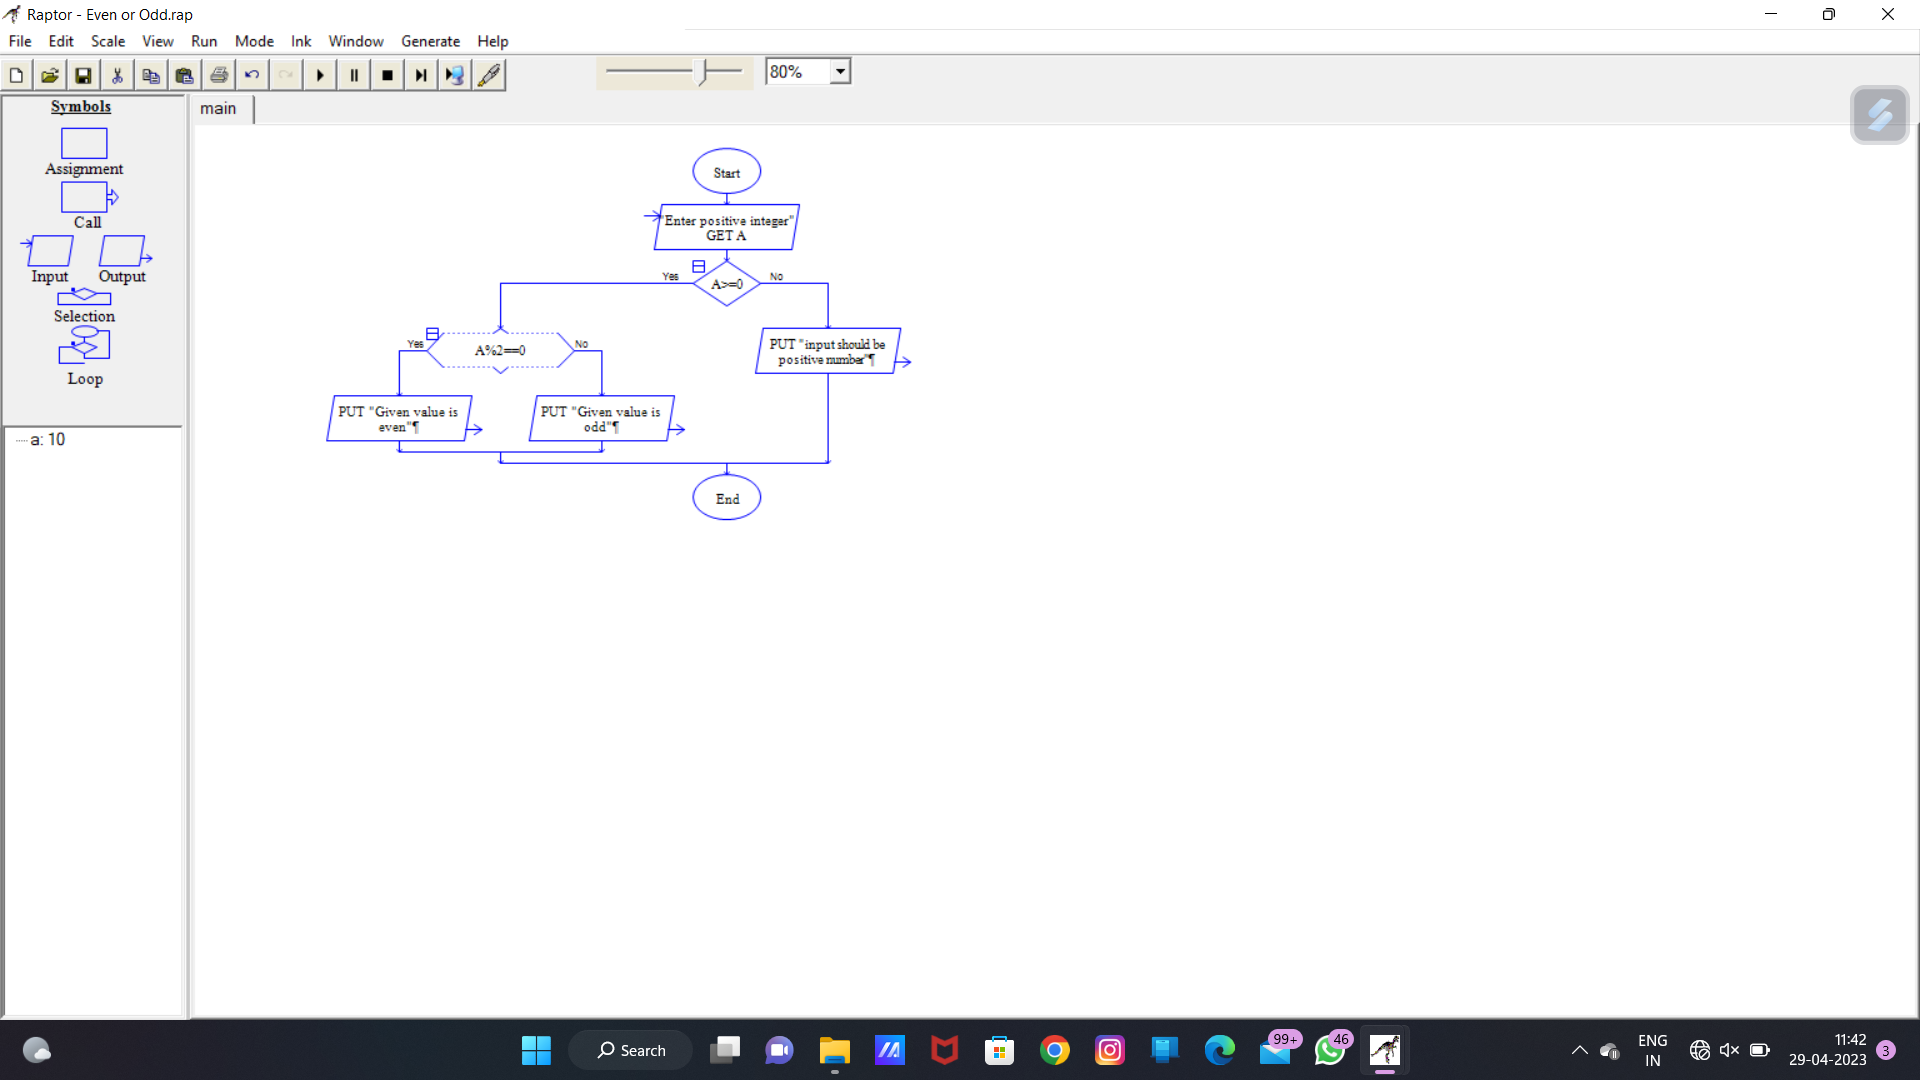 Raptor - Even or Odd.rap
File Edit Scale View Run Mode Ink Window Generate Help
80%
Symbols
main
Assignment
Call
Input Output
Selection
Loop
a: 10
Start
"Enter positive integer"
GET A
Yes
A>=0
No
Yes
A%2==0
No
PUT "input should be
positive number"¶
PUT "Given value is
even"¶
PUT "Given value is
odd"¶
End
Search
99+
46
ENG
IN
11:42
29-04-2023
3